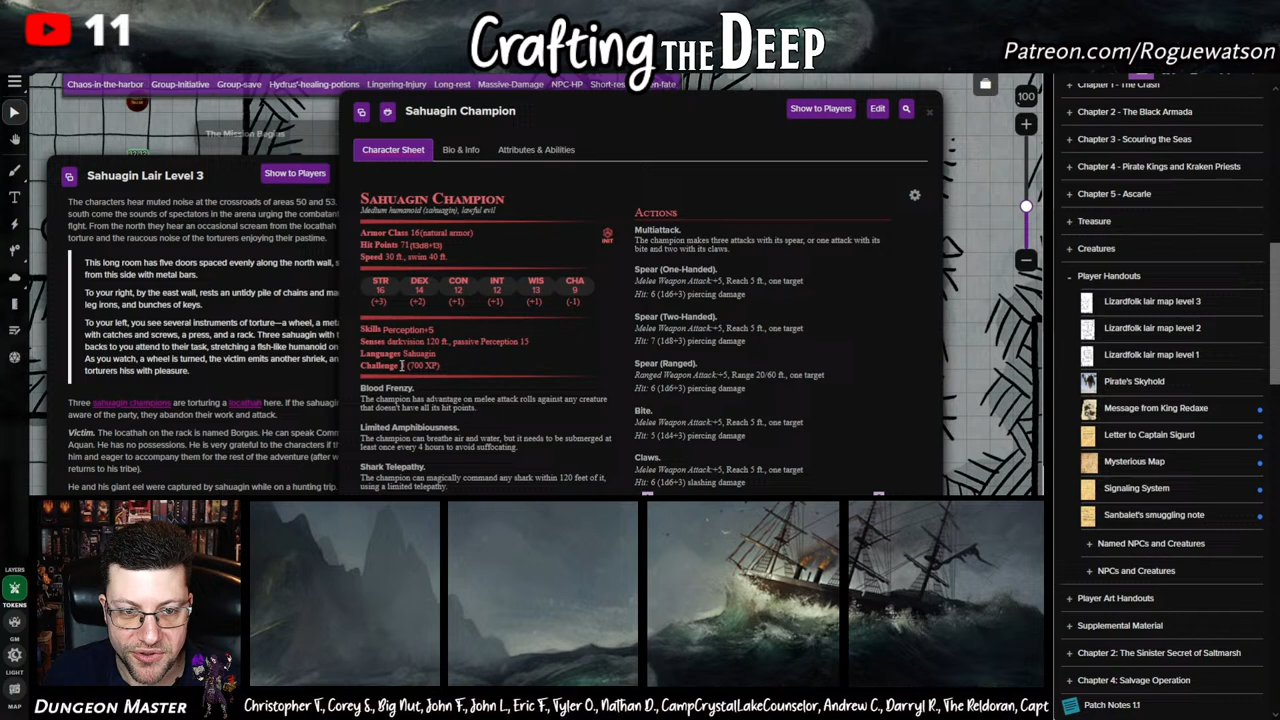 11
Crafting THE DEEP
Patreon.com/Roguewatson
Chaos-in-the-harbor Group-Initiative Group-save Hydrus'-healing-potions Lingering-Injury Long-rest Massive-Damage NPC-HP
The Mission Begins
Sahuagin Lair Level 3
Show to Players
The characters hear muted noise at the crossroads of areas 50 and 53.
south come the sounds of spectators in the arena urging the combatan
fight. From the north they hear an occasional scream from the locathah
torture and the raucous noise of the torturers enjoying their pastime.
This long room has five doors spaced evenly along the north wall,
from this side with metal bars.
To your right, by the east wall, rests an untidy pile of chains and
leg irons, and bunches of keys.
To your left, you see several instruments of torture—a wheel, a
with catches and screws, a press, and a rack. Three sahuagin with
backs to you attend to their task, stretching a fish-like humanoid on
As you watch, a wheel is turned, the victim emits another shriek,
torturers hiss with pleasure.
Three sahuagin champions are torturing a locathah here. If the
aware of the party, they abandon their work and attack.
Victim. The locathah on the rack is named Borgas. He can speak
Aquan. He has no possessions. He is very grateful to the characters if
him and eager to accompany them for the rest of the adventure (after
returns to his tribe).
He and his giant eel were captured by sahuagin while on a hunting trip.
Sahuagin Champion
Show to Players
Edit
Character Sheet
Bio & Info
Attributes & Abilities
Sahuagin Champion
Medium humanoid (sahuagin), lawful evil
Armor Class 16(natural armor)
Hit Points 71(13d8+13)
Speed 30 ft., swim 40 ft.
INIT
STR DEX CON INT WIS CHA
16 14 12 12 13 9
(+3) (+2) (+1) (+1) (+1) (-1)
Skills Perception+5
Senses darkvision 120 ft., passive Perception 15
Languages Sahuagin
Challenge (700 XP)
Blood Frenzy.
The champion has advantage on melee attack rolls against any creature
that doesn't have all its hit points.
Limited Amphibiousness.
The champion can breathe air and water, but it needs to be submerged at
least once every 4 hours to avoid suffocating.
Shark Telepathy.
The champion can magically command any shark within 120 feet of it,
using a limited telepathy.
Actions
Multiattack.
The champion makes three attacks with its spear, or one attack with its
bite and two with its claws.
Spear (One-Handed).
Melee Weapon Attack:+5, Reach 5 ft., one target
Hit: 6 (1d6+3) piercing damage
Spear (Two-Handed).
Melee Weapon Attack:+5, Reach 5 ft., one target
Hit: 7 (1d8+3) piercing damage
Spear (Ranged).
Ranged Weapon Attack:+5, Range 20/60 ft., one target
Hit: 6 (1d6+3) piercing damage
Bite.
Melee Weapon Attack:+5, Reach 5 ft., one target
Hit: 5 (1d4+3) piercing damage
Claws.
Melee Weapon Attack:+5, Reach 5 ft., one target
Hit: 6 (1d6+3) slashing damage
100
Chapter 1 - The Crash
Chapter 2 - The Black Armada
Chapter 3 - Scouring the Seas
Chapter 4 - Pirate Kings and Kraken Priests
Chapter 5 - Ascarle
Treasure
Creatures
Player Handouts
Lizardfolk lair map level 3
Lizardfolk lair map level 2
Lizardfolk lair map level 1
Pirate's Skyhold
Message from King Redaxe
Letter to Captain Sigurd
Mysterious Map
Signaling System
Sanbalet's smuggling note
Named NPCs and Creatures
NPCs and Creatures
Player Art Handouts
Supplemental Material
Chapter 2: The Sinister Secret of Saltmarsh
Chapter 4: Salvage Operation
Patch Notes 1.1
LAYERS
TOKENS
GM
LIGHT
MAP
Dungeon Master
Christopher T, Corey S, Big Nut, John F, John L, Eric F, Tyler O, Nathan D, CampCrystalLakeCounselor, Andrew C, Darryl R, The Reldoran, Capt